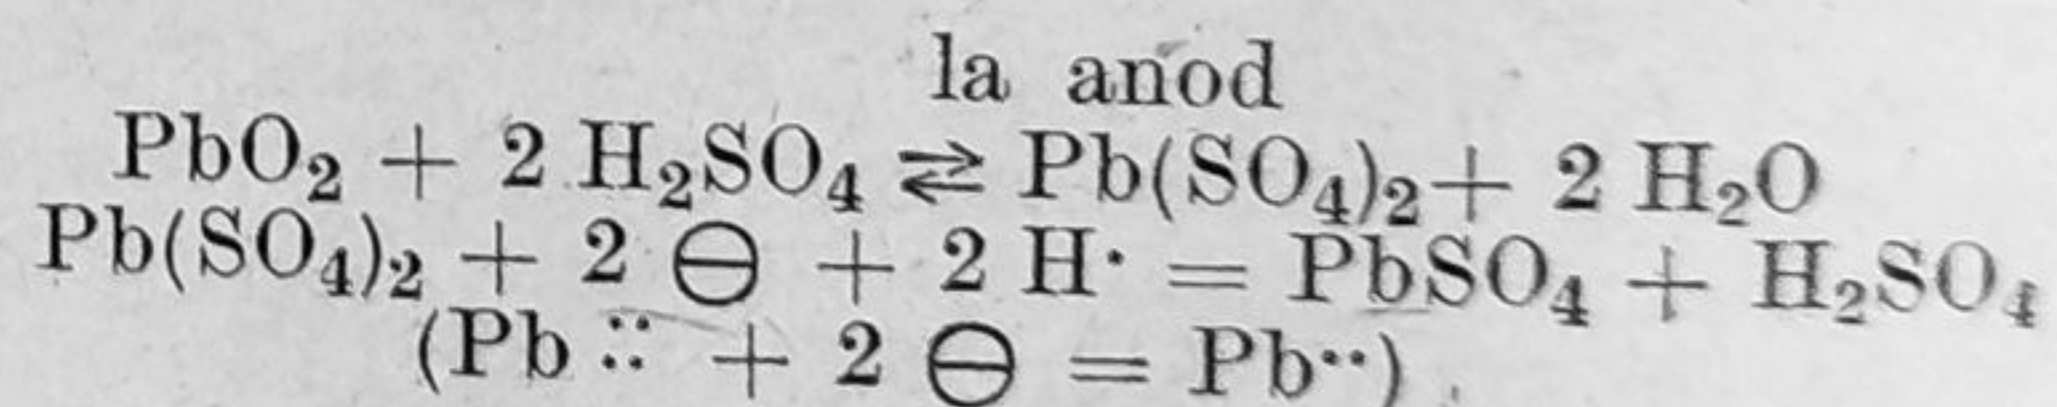 la anod
PbO₂ + 2 H₂SO₄ ⇄ Pb(SO₄)₂ + 2 H₂O
Pb(SO₄)₂ + 2 ⊖ + 2 H· = PbSO₄ + H₂SO₄
(Pb ∷ + 2 ⊖ = Pb··)